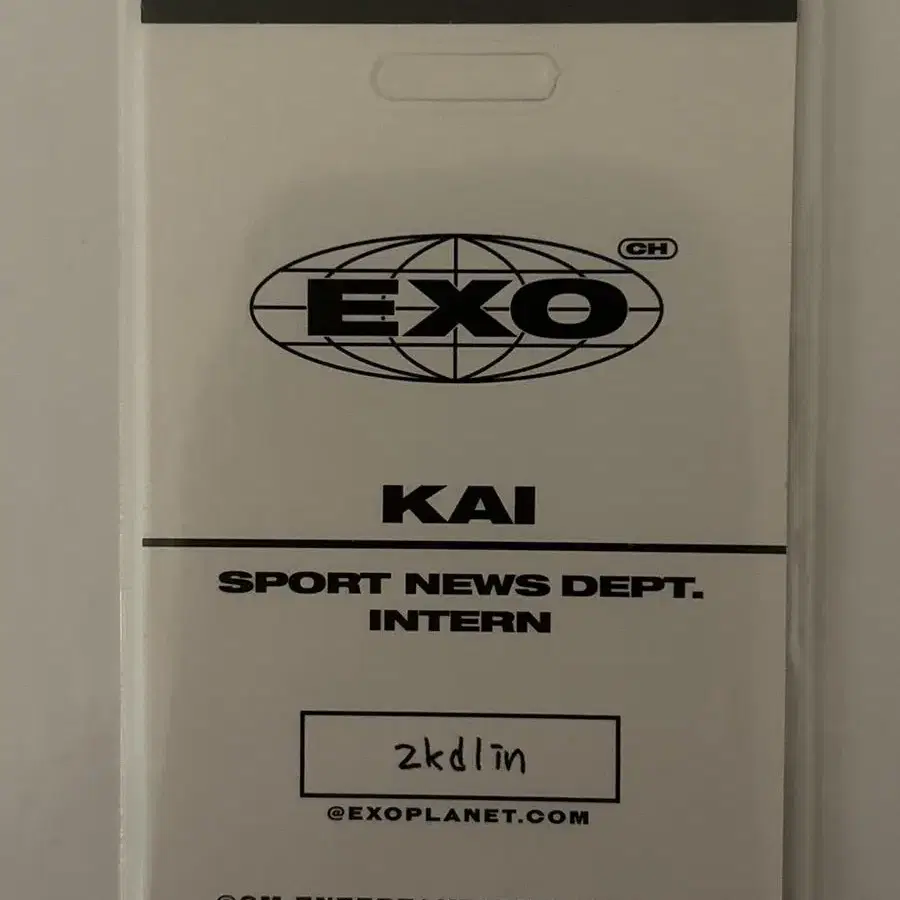 CH
EXO
KAI
SPORT NEWS DEPT.
INTERN
zkdlin
@EXOPLANET.COM